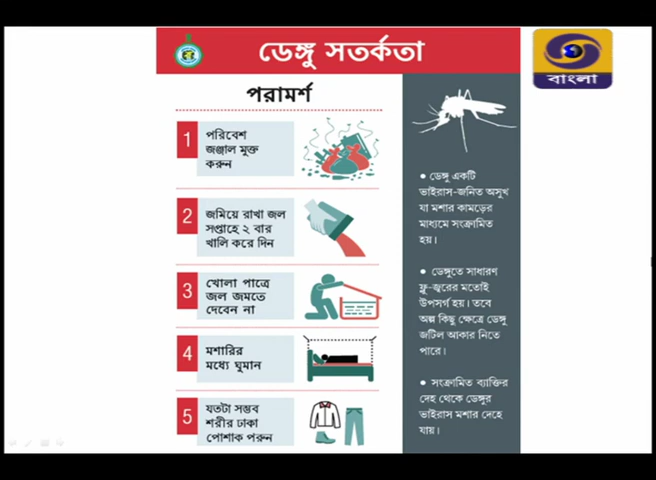 ডেঙ্গু সতর্কতা
বাংলা
পরামর্শ
1
পরিবেশ
জঞ্জাল মুক্ত
করুন
2
জমিয়ে রাখা জল
সপ্তাহে ২ বার
খালি করে দিন
3
খোলা পাত্রে
জল জমতে
দেবেন না
4
মশারির
মধ্যে ঘুমান
5
যতটা সম্ভব
শরীর ঢাকা
পোশাক পরুন
● ডেঙ্গু একটি
ভাইরাস-জনিত অসুখ
যা মশার কামড়ের
মাধ্যমে সংক্রামিত
হয়।
● ডেঙ্গুতে সাধারণ
ফ্লু-জ্বরের মতোই
উপসর্গ হয়। তবে
অল্প কিছু ক্ষেত্রে ডেঙ্গু
জটিল আকার নিতে
পারে।
● সংক্রামিত ব্যাক্তির
দেহ থেকে ডেঙ্গুর
ভাইরাস মশার দেহে
যায়।